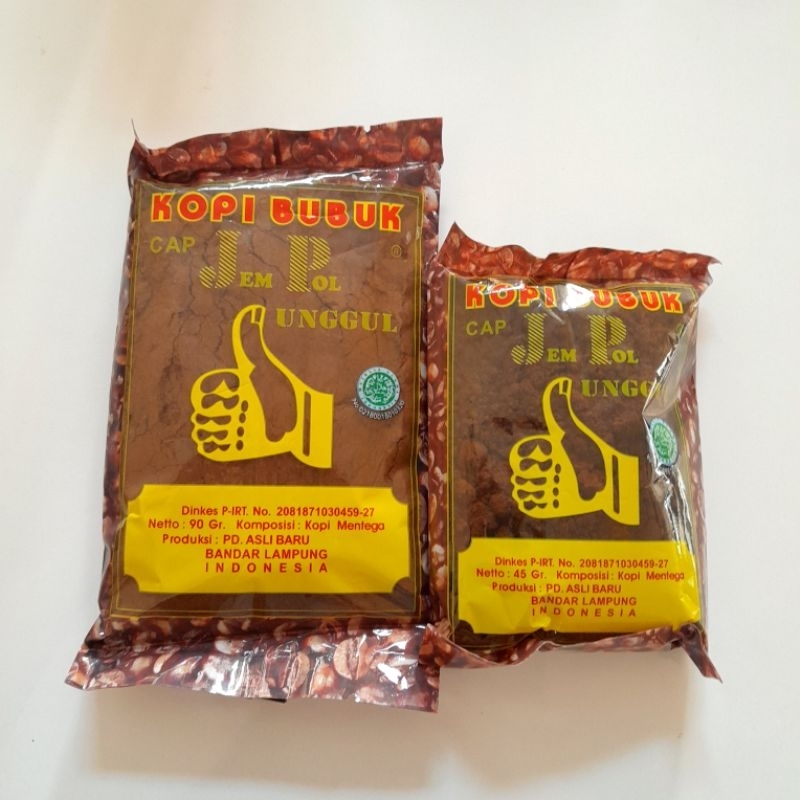 KOPI BUBUK
CAP JEM POL ®
UNGGUL
Dinkes P-IRT. No. 2081871030459-27
Netto : 90 Gr. Komposisi : Kopi Mentega
Produksi : PD. ASLI BARU
BANDAR LAMPUNG
INDONESIA
KOPI BUBUK
CAP JEM POL
UNGG
Dinkes P-IRT. No. 2081871030459-27
Netto : 45 Gr. Komposisi : Kopi Mentega
Produksi : PD. ASLI BARU
BANDAR LAMPUNG
INDONESIA